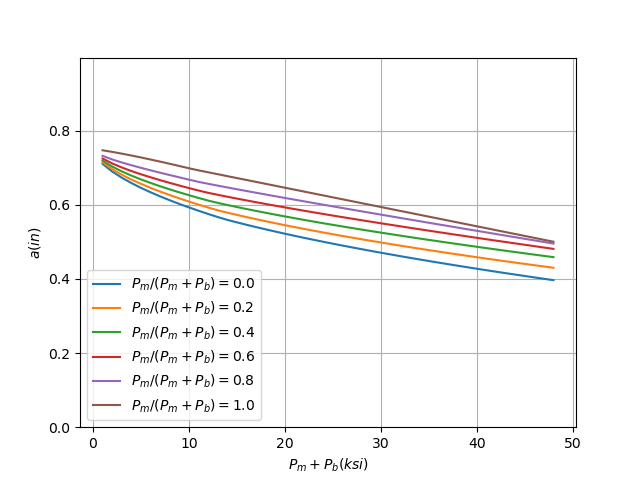 0.8
0.6
0.4
0.2
0.0
a(in)
P_m/(P_m + P_b) = 0.0
P_m/(P_m + P_b) = 0.2
P_m/(P_m + P_b) = 0.4
P_m/(P_m + P_b) = 0.6
P_m/(P_m + P_b) = 0.8
P_m/(P_m + P_b) = 1.0
0 10 20 30 40 50
P_m + P_b(ksi)